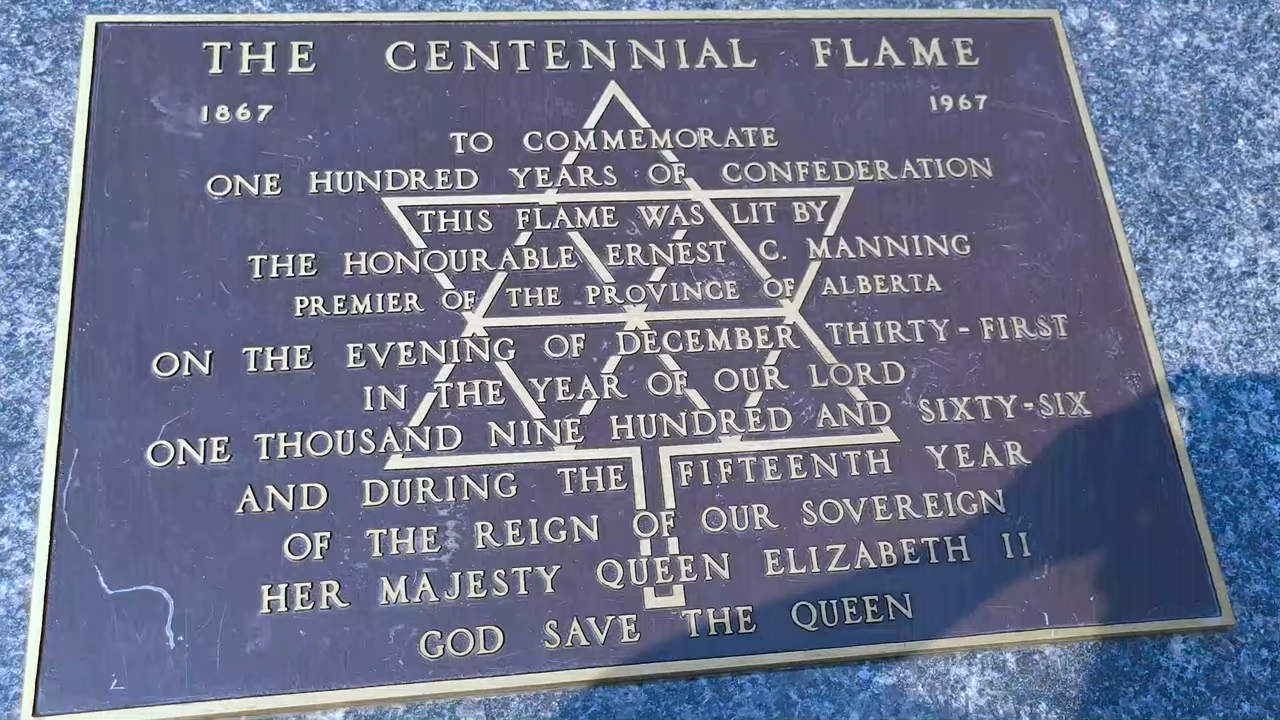 THE CENTENNIAL FLAME
1867 1967
TO COMMEMORATE
ONE HUNDRED YEARS OF CONFEDERATION
THIS FLAME WAS LIT BY
THE HONOURABLE ERNEST C. MANNING
PREMIER OF THE PROVINCE OF ALBERTA
ON THE EVENING OF DECEMBER THIRTY-FIRST
IN THE YEAR OF OUR LORD
ONE THOUSAND NINE HUNDRED AND SIXTY-SIX
AND DURING THE FIFTEENTH YEAR
OF THE REIGN OF OUR SOVEREIGN
HER MAJESTY QUEEN ELIZABETH II
GOD SAVE THE QUEEN